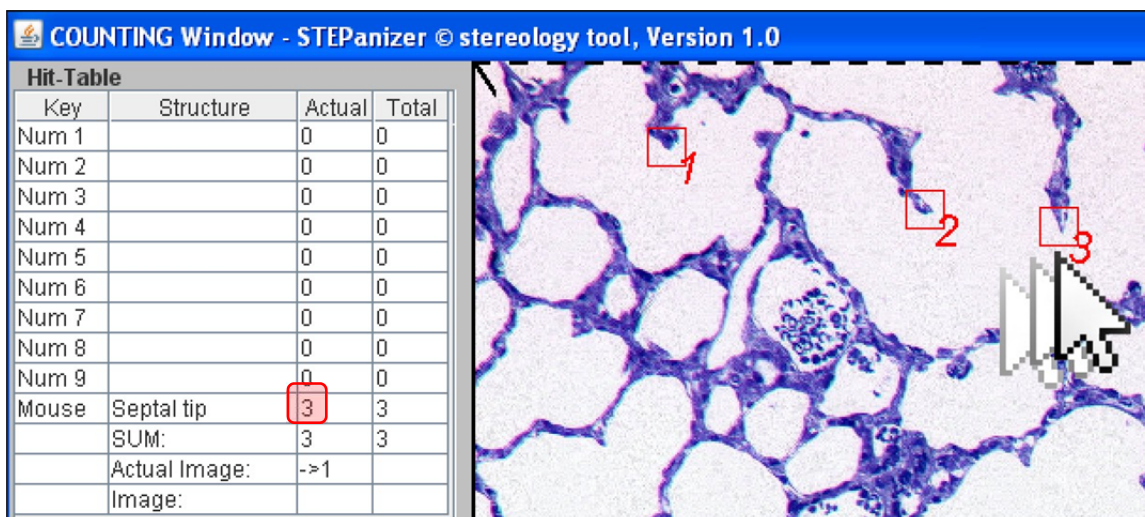 COUNTING Window - STEPanizer © stereology tool, Version 1.0
Hit-Table
Key Structure Actual Total
Num 1 0 0
Num 2 0 0
Num 3 0 0
Num 4 0 0
Num 5 0 0
Num 6 0 0
Num 7 0 0
Num 8 0 0
Num 9 0 0
Mouse Septal tip 3 3
SUM: 3 3
Actual Image: ->1
Image:
1
2
3